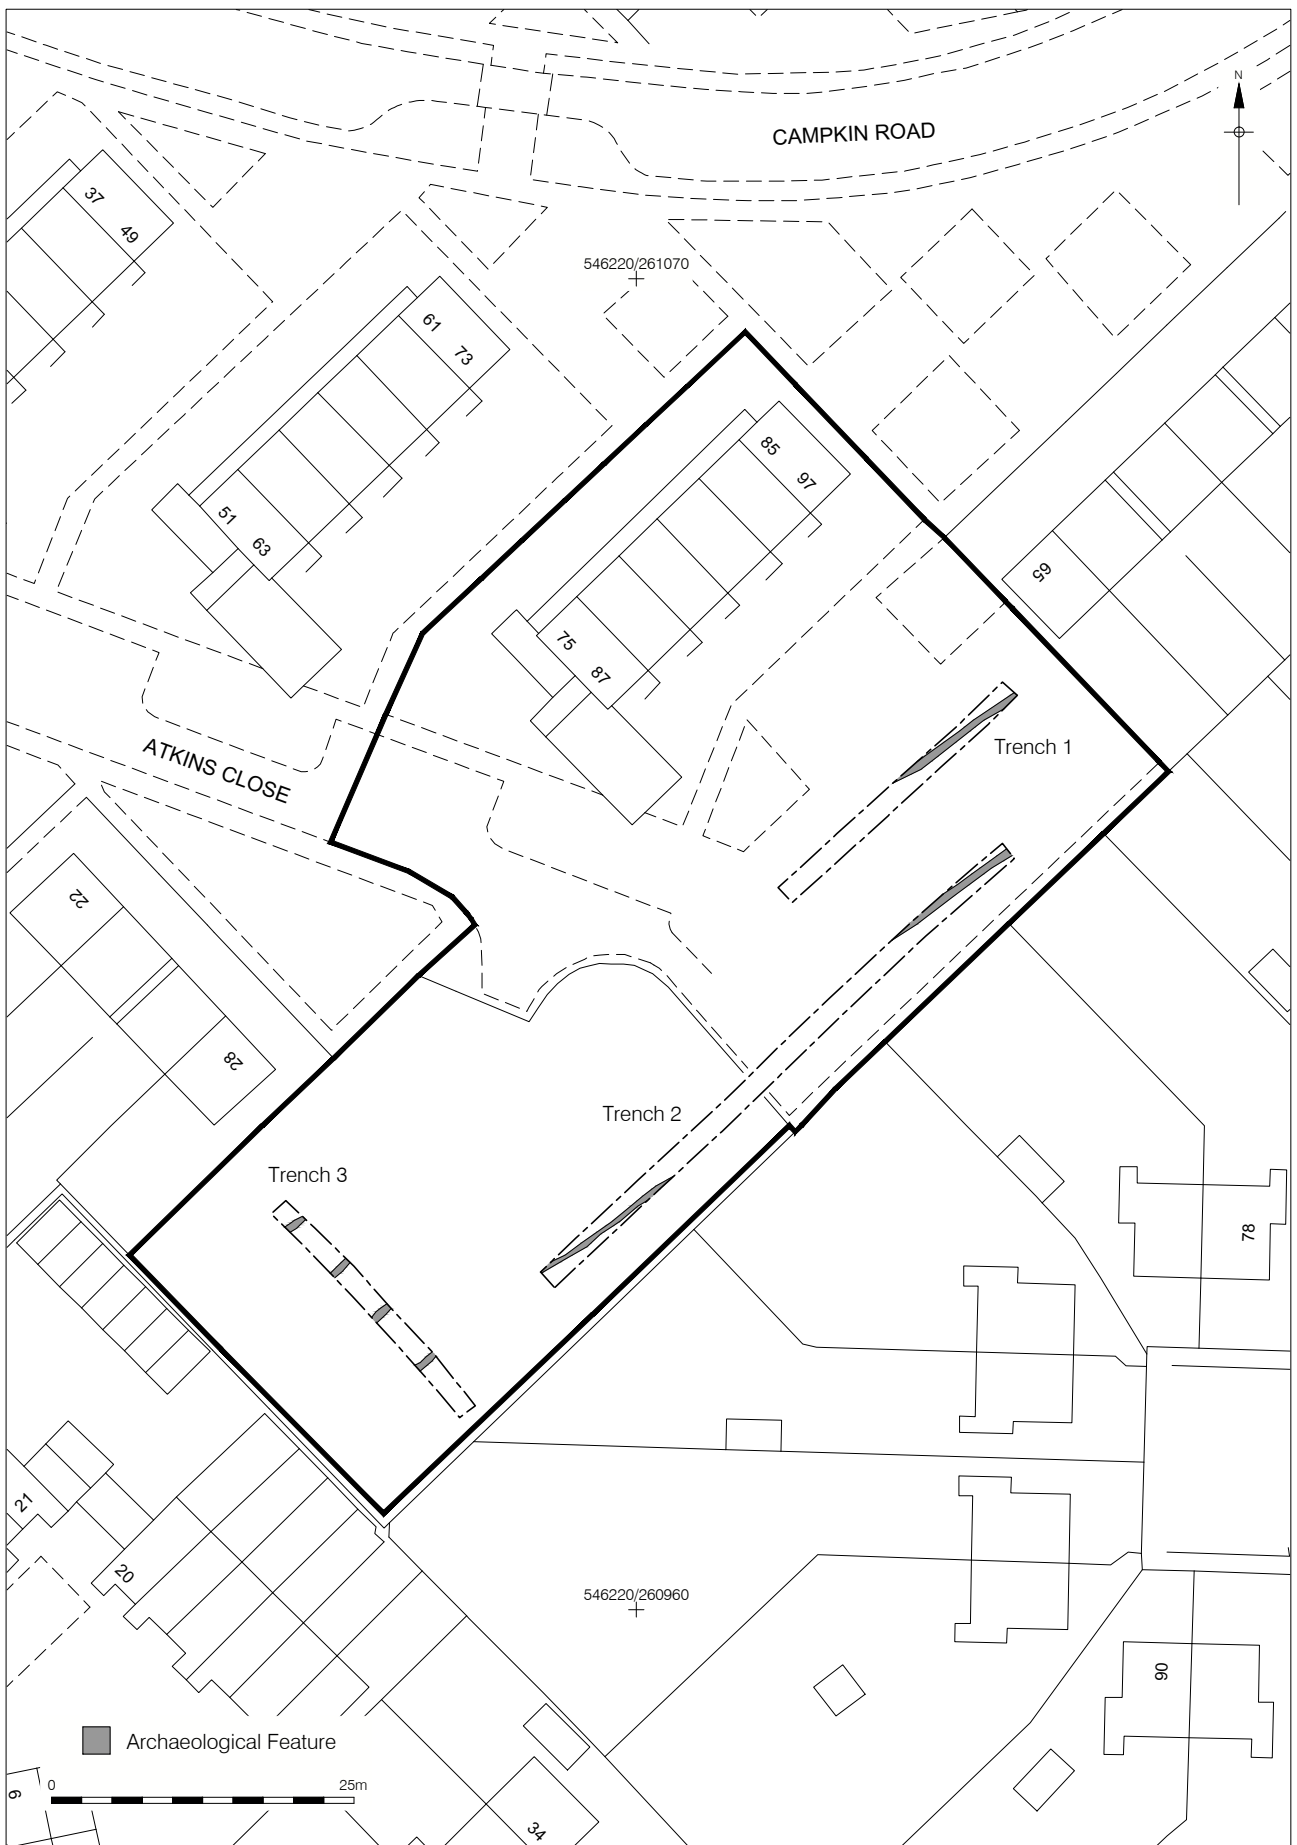 N
CAMPKIN ROAD
37
49
546220/261070
61
73
85
97
51
63
65
75
87
Trench 1
ATKINS CLOSE
22
28
Trench 2
Trench 3
78
21
20
546220/260960
90
Archaeological Feature
0 25m
9
34